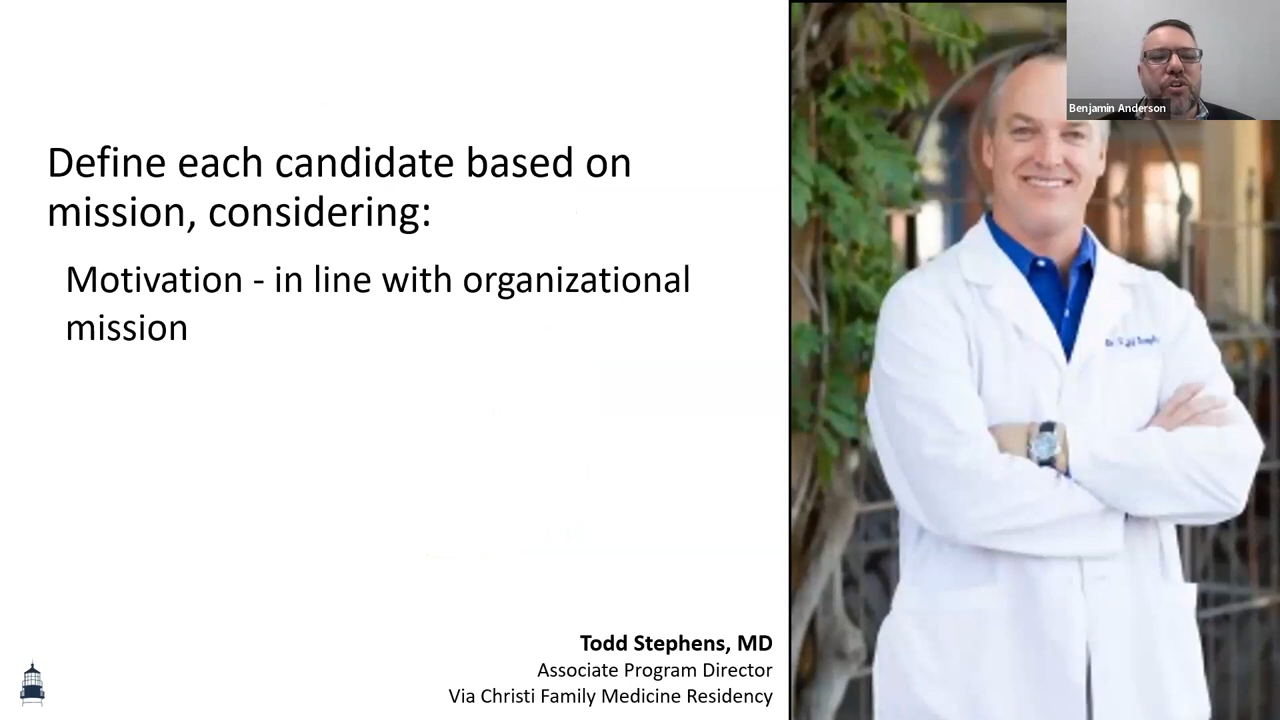 Benjamin Anderson
Define each candidate based on
mission, considering:
Motivation - in line with organizational
mission
Todd Stephens, MD
Associate Program Director
Via Christi Family Medicine Residency